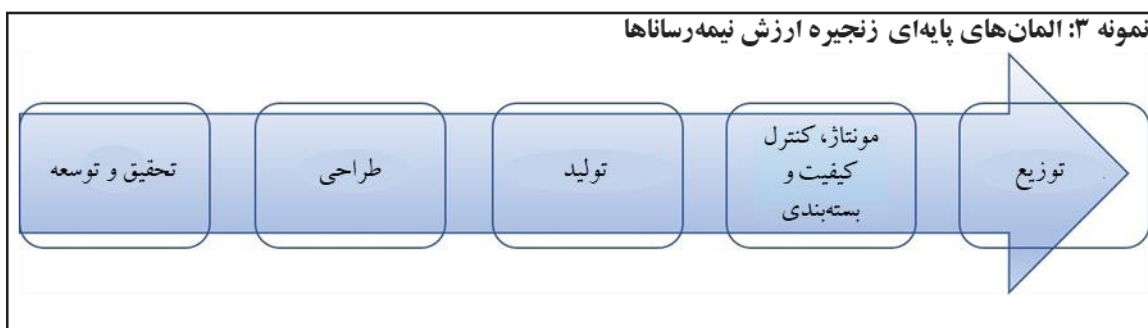 نمونه ۳: المان‌های پایه‌ای زنجیره ارزش نیمه‌رساناها
تحقیق و توسعه
طراحی
تولید
مونتاژ، کنترل
کیفیت و
بسته‌بندی
توزیع